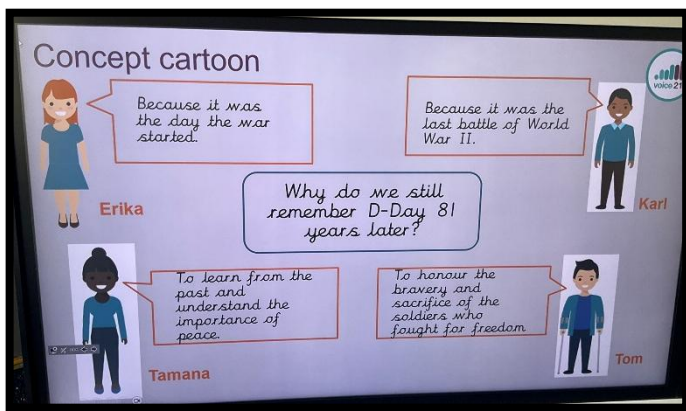 Concept cartoon
voice 21
Because it was
the day the war
started.
Erika
Because it was the
last battle of World
War II.
Karl
Why do we still
remember D-Day 81
years later?
To learn from the
past and
understand the
importance of
peace.
Tamana
To honour the
bravery and
sacrifice of the
soldiers who
fought for freedom
Tom